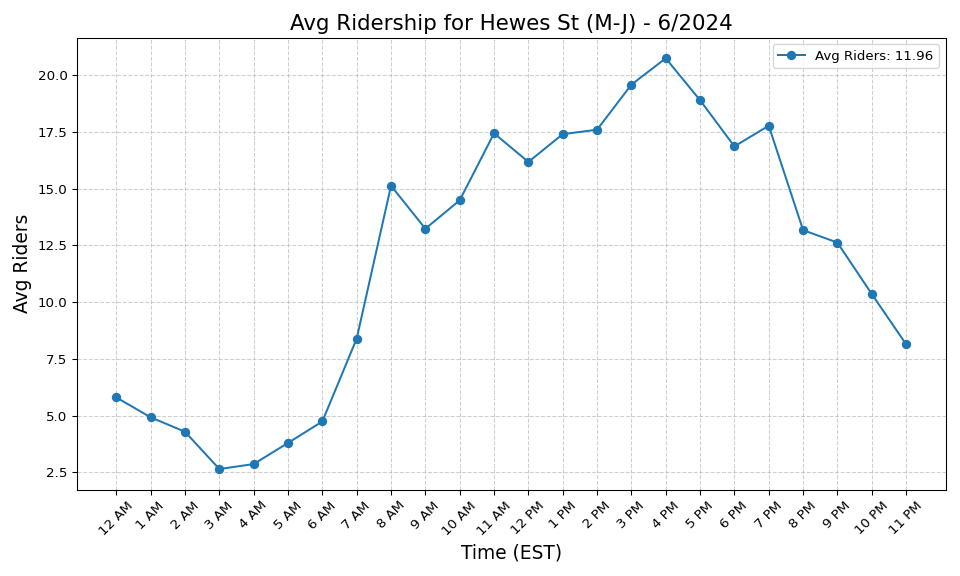 Avg Ridership for Hewes St (M-J) - 6/2024
Avg Riders: 11.96
Avg Riders
20.0
17.5
15.0
12.5
10.0
7.5
5.0
2.5
12 AM
1 AM
2 AM
3 AM
4 AM
5 AM
6 AM
7 AM
8 AM
9 AM
10 AM
11 AM
12 PM
1 PM
2 PM
3 PM
4 PM
5 PM
6 PM
7 PM
8 PM
9 PM
10 PM
11 PM
Time (EST)